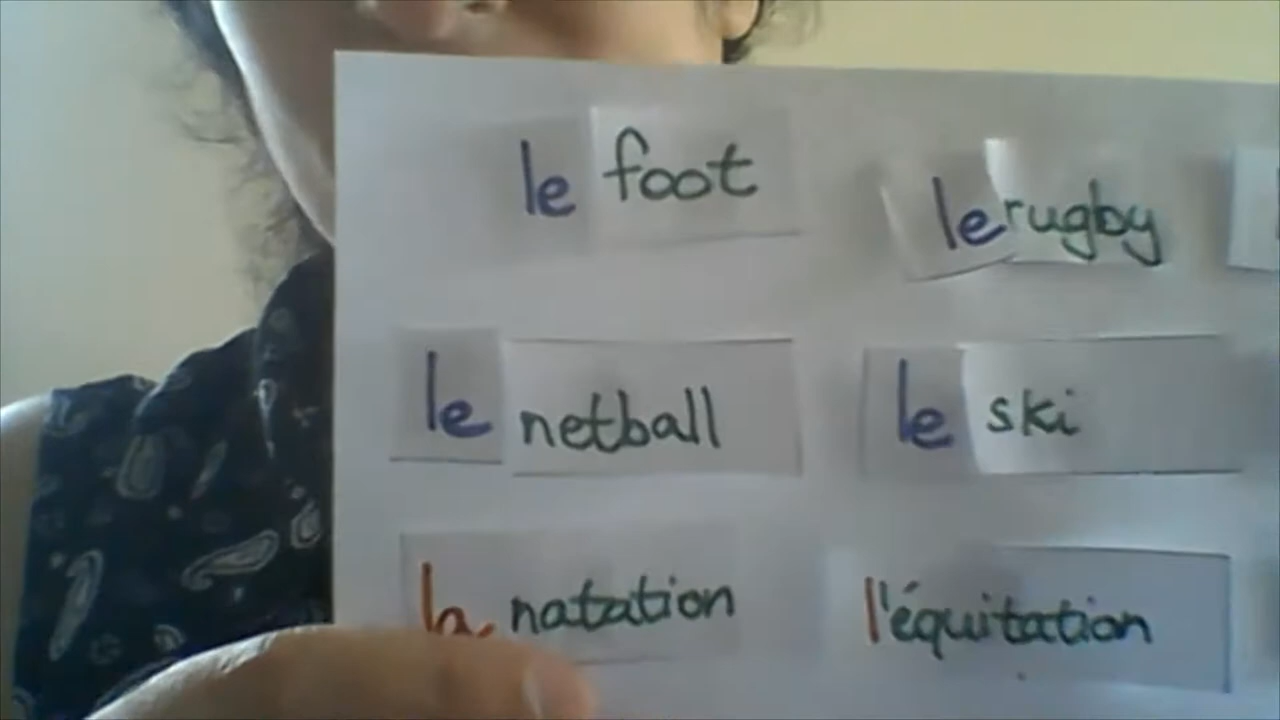 le foot le rugby
le netball le ski
la natation l'équitation